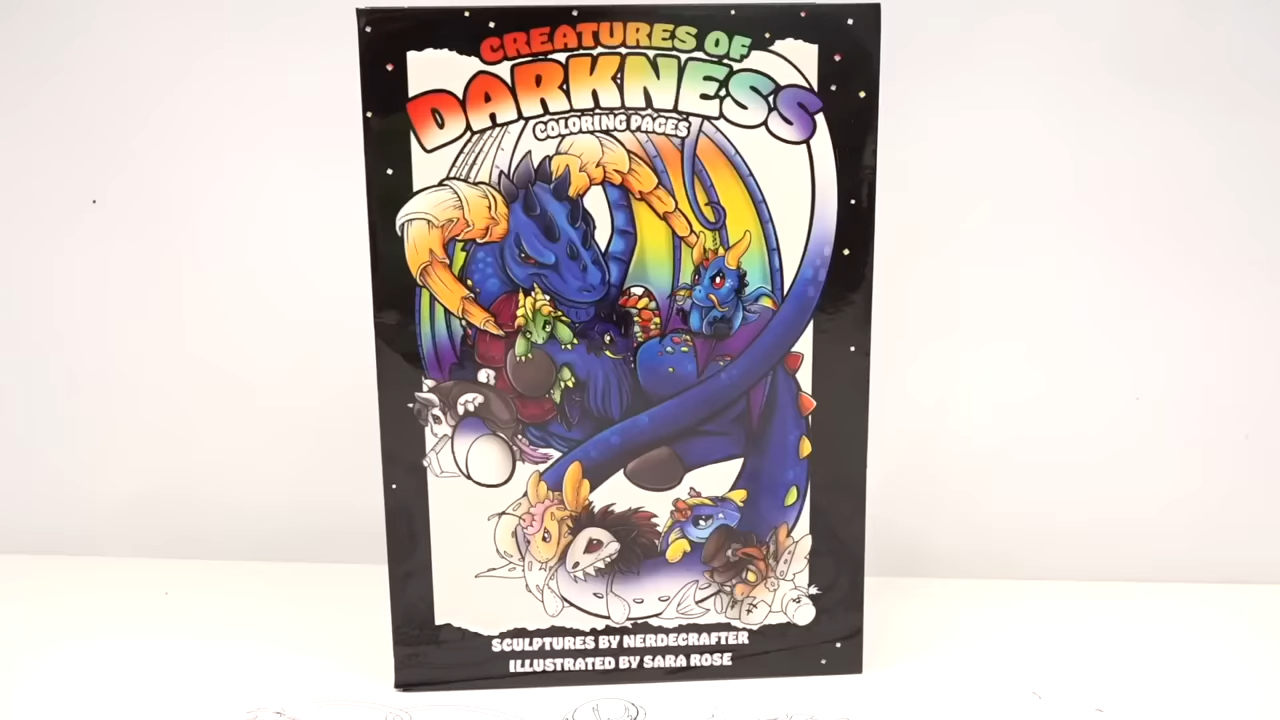 CREATURES OF
DARKNESS
COLORING PAGES
SCULPTURES BY NERDECRAFTER
ILLUSTRATED BY SARA ROSE